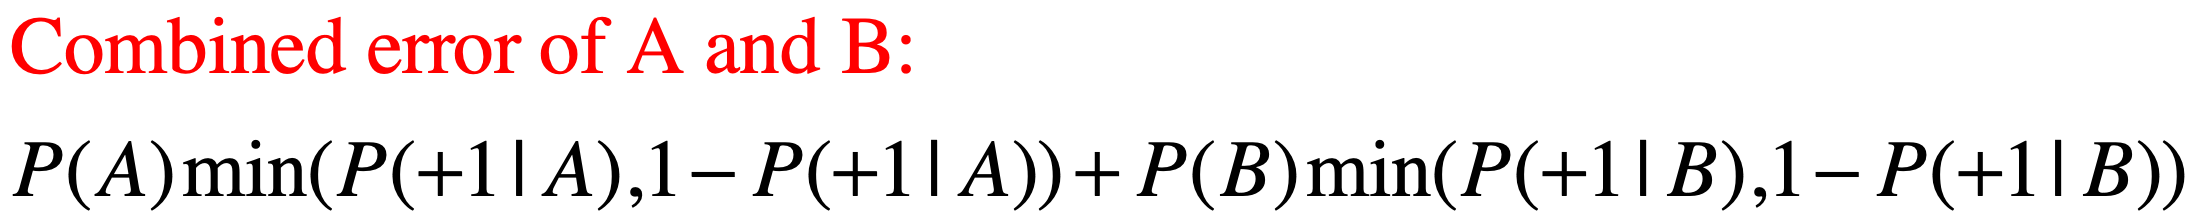 Combined error of A and B:
P(A)min(P(+1|A),1−P(+1|A))+P(B)min(P(+1|B),1−P(+1|B))